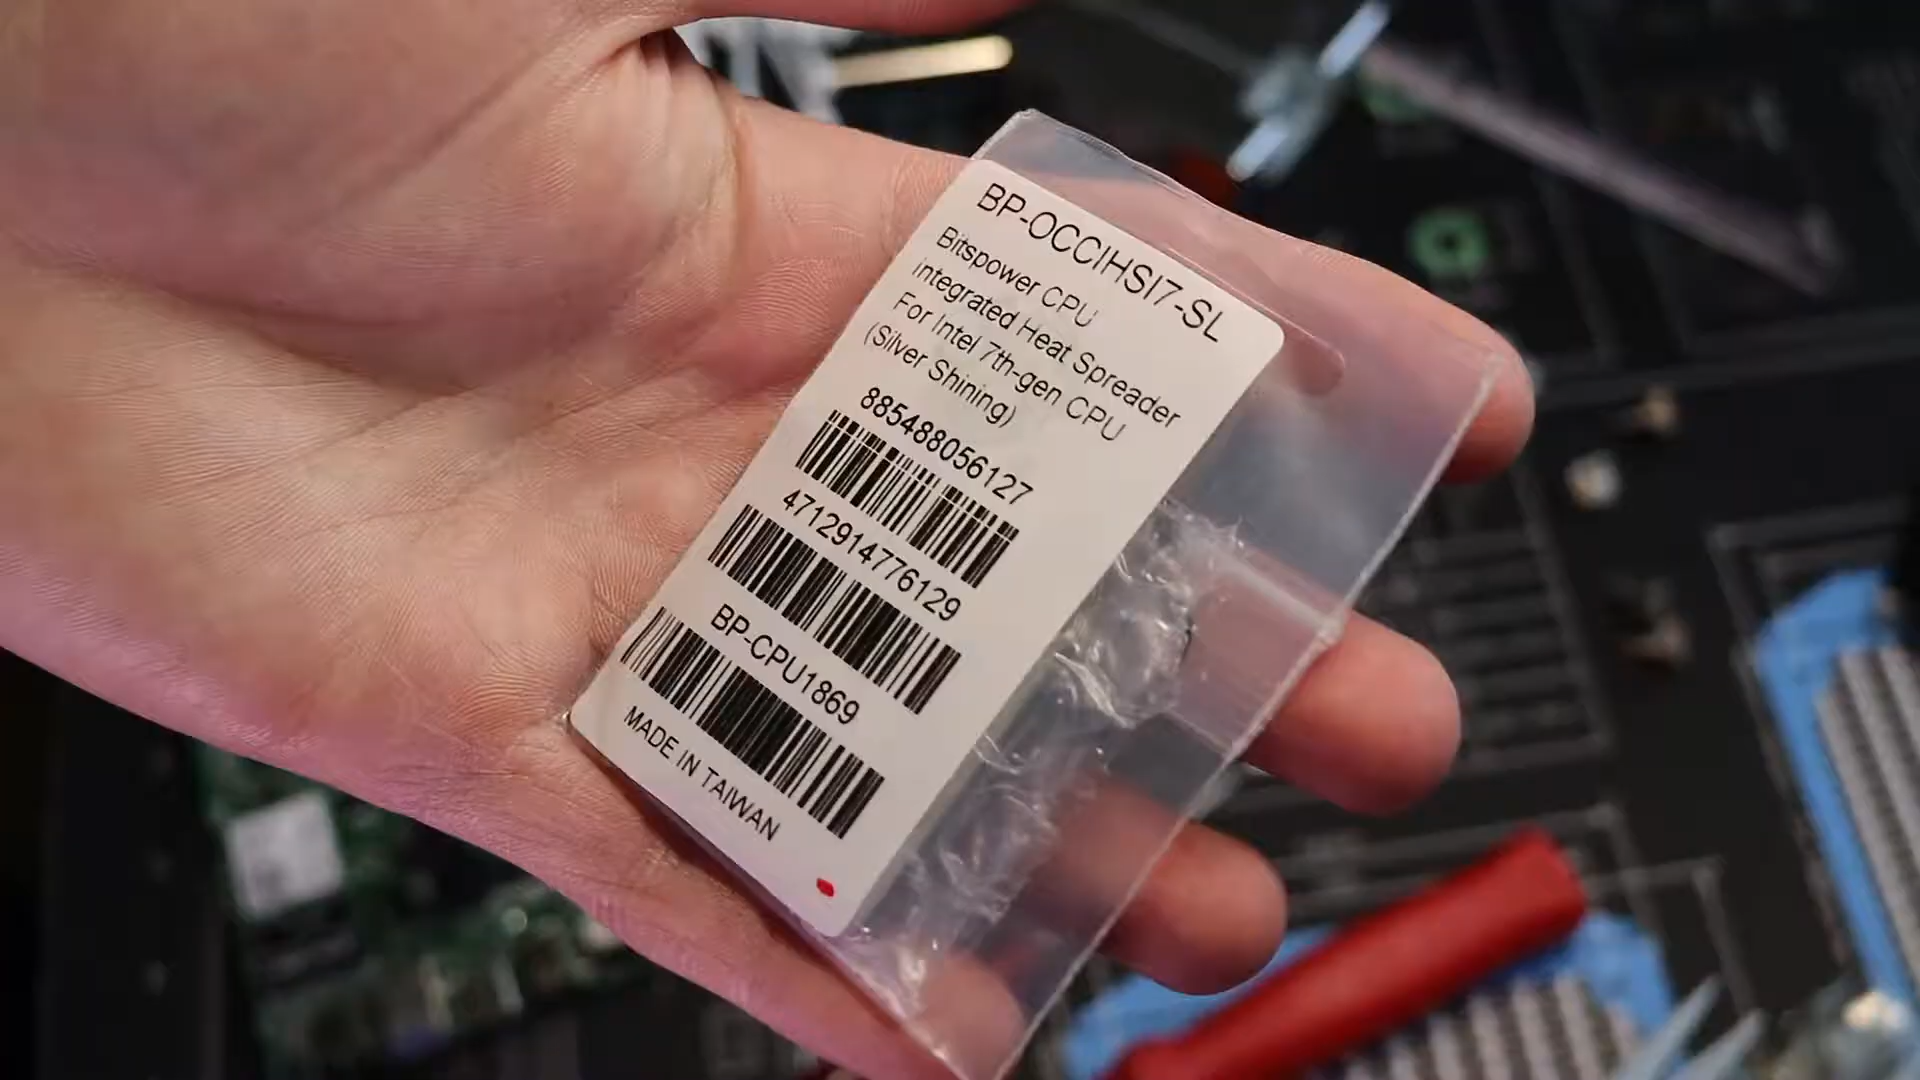 BP-OCCIHSI7-SL
Bitspower CPU
integrated Heat Spreader
For Intel 7th-gen CPU
(Silver Shining)
885488056127
4712914776129
BP-CPU1869
MADE IN TAIWAN